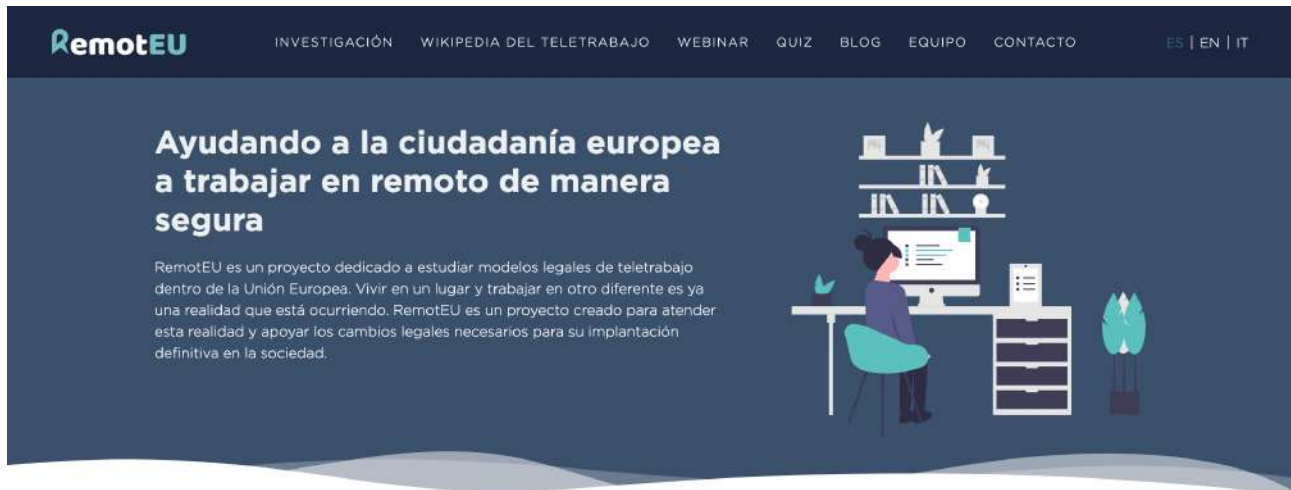 RemotEU
INVESTIGACIÓN WIKIPEDIA DEL TELETRABAJO WEBINAR QUIZ BLOG EQUIPO CONTACTO
ES | EN | IT
Ayudando a la ciudadanía europea
a trabajar en remoto de manera
segura
RemotEU es un proyecto dedicado a estudiar modelos legales de teletrabajo
dentro de la Unión Europea. Vivir en un lugar y trabajar en otro diferente es ya
una realidad que está ocurriendo. RemotEU es un proyecto creado para atender
esta realidad y apoyar los cambios legales necesarios para su implantación
definitiva en la sociedad.